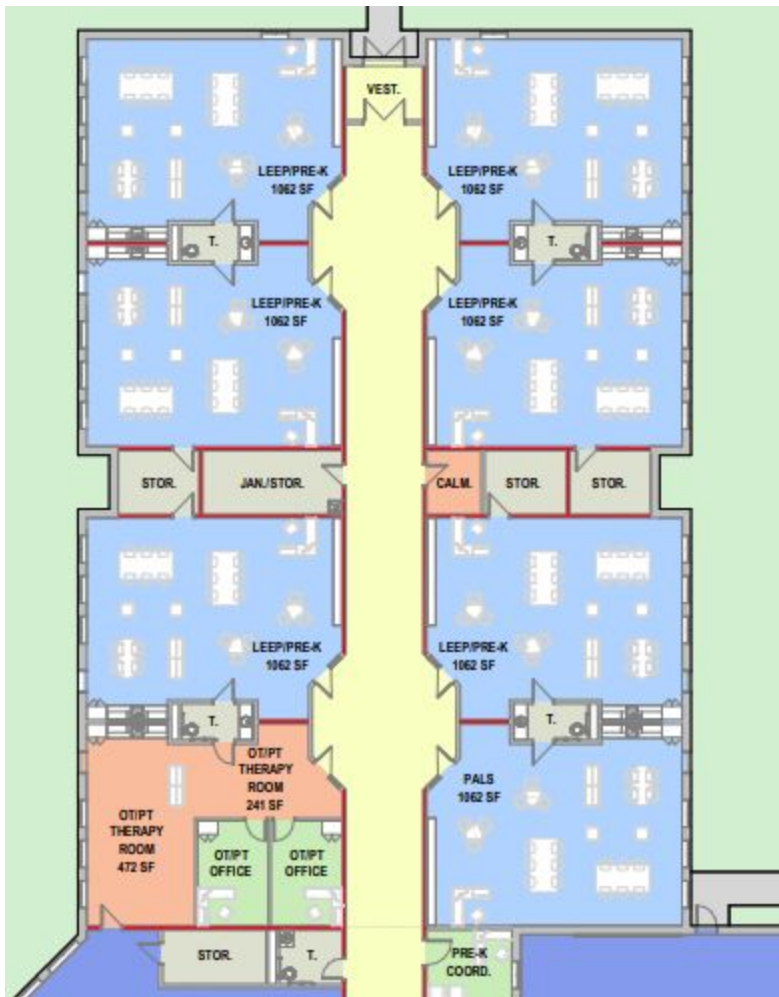 VEST.
LEEP/PRE-K
1062 SF
LEEP/PRE-K
1062 SF
T.
T.
LEEP/PRE-K
1062 SF
LEEP/PRE-K
1062 SF
STOR.
JAN./STOR.
CALM.
STOR.
STOR.
LEEP/PRE-K
1062 SF
LEEP/PRE-K
1062 SF
T.
T.
OT/PT
THERAPY
ROOM
241 SF
PALS
1062 SF
OT/PT
THERAPY
ROOM
472 SF
OT/PT
OFFICE
OT/PT
OFFICE
STOR.
T.
PRE-K
COORD.